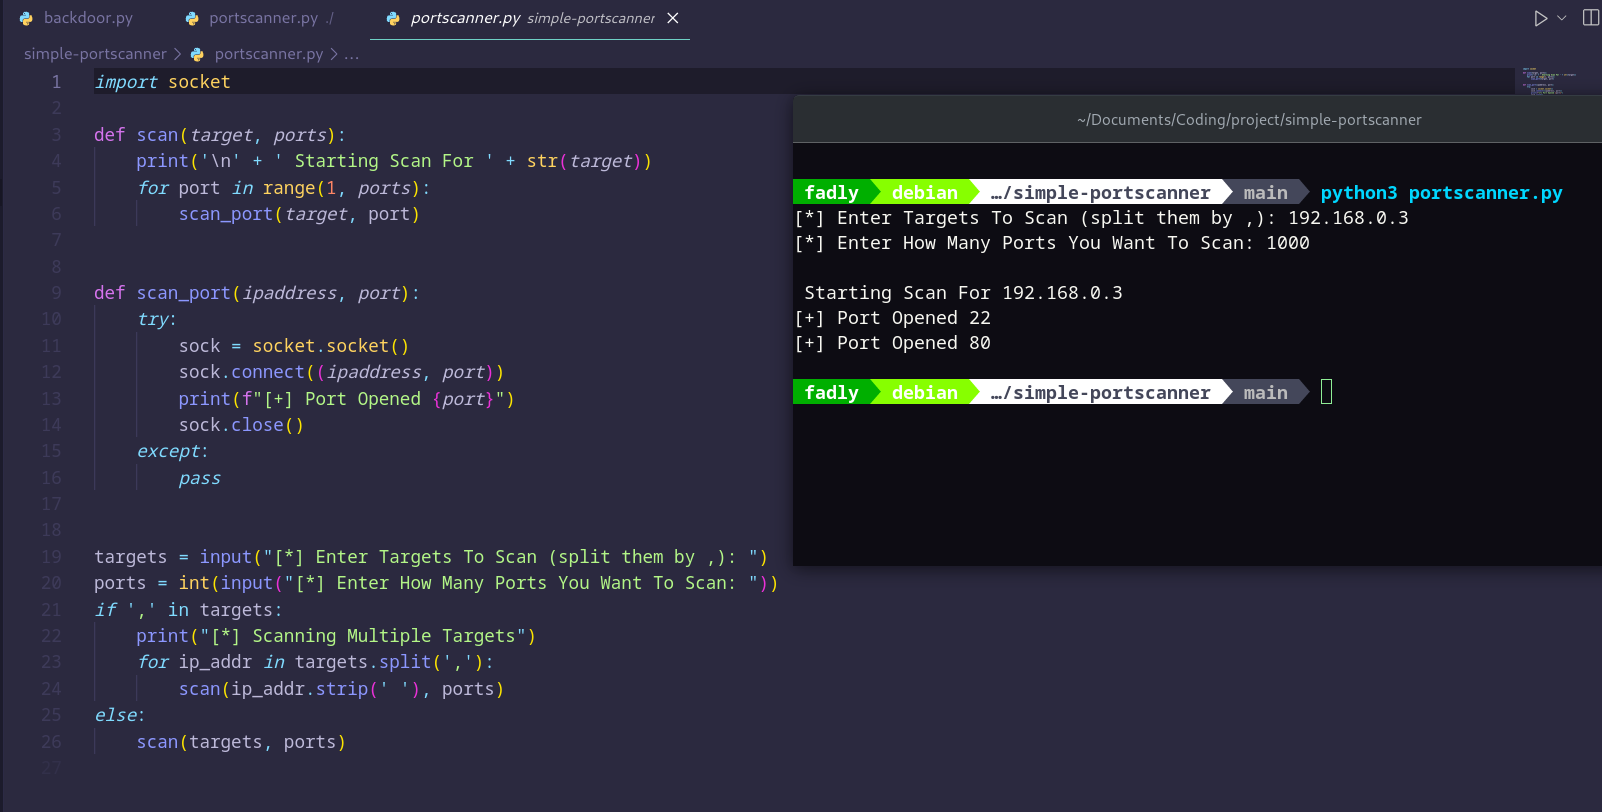 backdoor.py portscanner.py ./ portscanner.py simple-portscanner
simple-portscanner > portscanner.py > ...
1 import socket
2
3 def scan(target, ports):
4     print('\n' + ' Starting Scan For ' + str(target))
5     for port in range(1, ports):
6         scan_port(target, port)
7
8
9 def scan_port(ipaddress, port):
10     try:
11         sock = socket.socket()
12         sock.connect((ipaddress, port))
13         print(f"[+] Port Opened {port}")
14         sock.close()
15     except:
16         pass
17
18
19 targets = input("[*] Enter Targets To Scan (split them by ,): ")
20 ports = int(input("[*] Enter How Many Ports You Want To Scan: "))
21 if ',' in targets:
22     print("[*] Scanning Multiple Targets")
23     for ip_addr in targets.split(','):
24         scan(ip_addr.strip(' '), ports)
25 else:
26     scan(targets, ports)
27
~/Documents/Coding/project/simple-portscanner
fadly debian …/simple-portscanner main python3 portscanner.py
[*] Enter Targets To Scan (split them by ,): 192.168.0.3
[*] Enter How Many Ports You Want To Scan: 1000
Starting Scan For 192.168.0.3
[+] Port Opened 22
[+] Port Opened 80
fadly debian …/simple-portscanner main